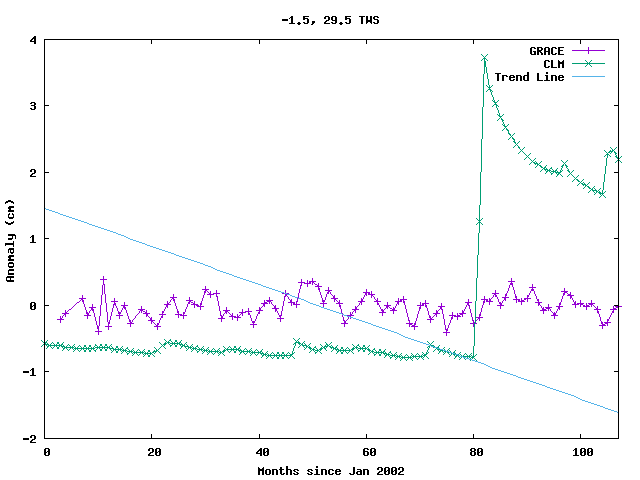 -1.5, 29.5 TWS
GRACE
CLM
Trend Line
4
3
2
1
0
-1
-2
Anomaly (cm)
0 20 40 60 80 100
Months since Jan 2002